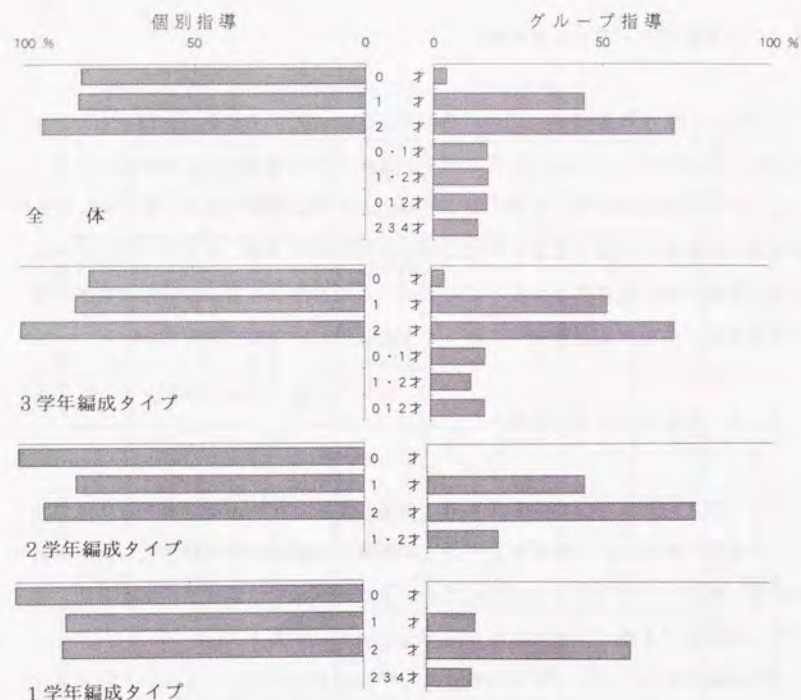 個別指導 グループ指導
100 % 50 0 0 50 100 %
0 才
1 才
2 才
0・1才
1・2才
012才
234才
全 体
0 才
1 才
2 才
0・1才
1・2才
012才
3学年編成タイプ
0 才
1 才
2 才
1・2才
2学年編成タイプ
0 才
1 才
2 才
234才
1学年編成タイプ